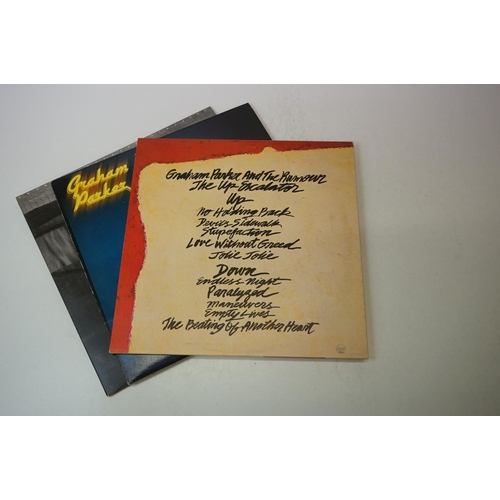 Graham Parker
Graham Parker And The Rumour
The Up Escalator
Up
No Holding Back
Devil's Sidewalk
Stupefaction
Love Without Greed
Jolie Jolie
Down
Endless Night
Paralyzed
Maneuvers
Empty Lives
The Beating Of Another Heart